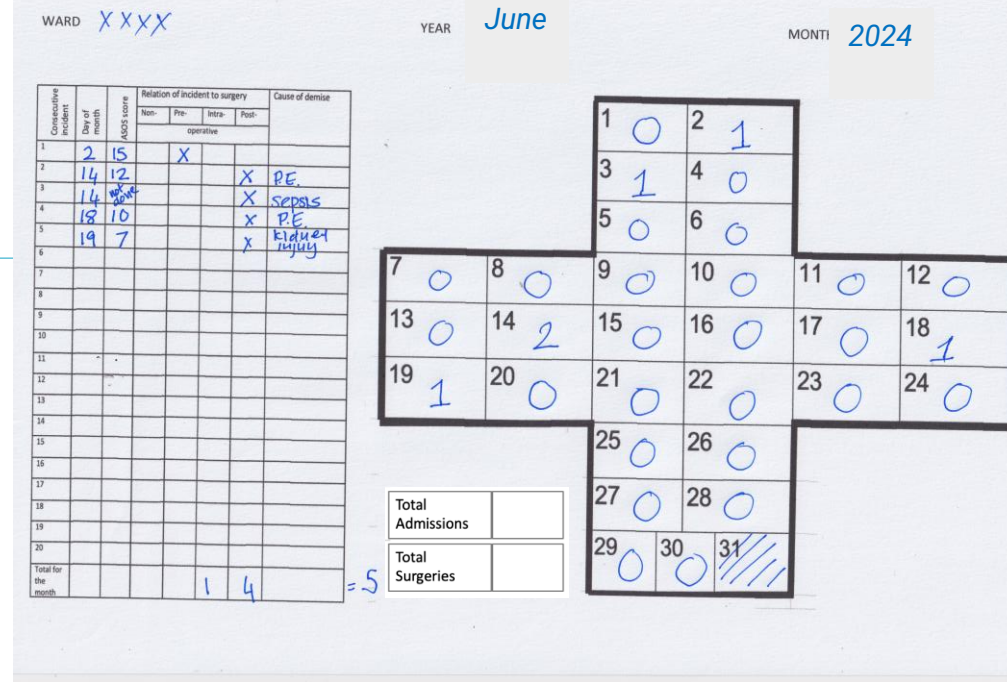 WARD XXXX
YEAR June
MONTH 2024
Consecutive incident
Day of month
ASOS score
Relation of incident to surgery
Cause of demise
Non- Pre- Intra- Post-
operative
1 2 15 X
2 14 12 X P.E.
3 14 not done X sepsis
4 18 10 X P.E
5 19 7 X kidney injury
6
7
8
9
10
11
12
13
14
15
16
17
18
19
20
Total for the month 1 4 = 5
1 0 2 1
3 1 4 0
5 0 6 0
7 0 8 0 9 0 10 0 11 0 12 0
13 0 14 2 15 0 16 0 17 0 18 1
19 1 20 0 21 0 22 0 23 0 24 0
25 0 26 0
27 0 28 0
29 0 30 0 31
Total
Admissions
Total
Surgeries